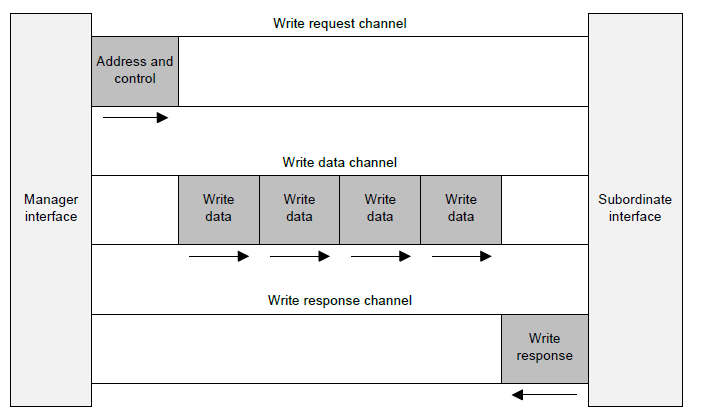 Write request channel
Address and
control
Write data channel
Manager
interface
Write
data
Write
data
Write
data
Write
data
Subordinate
interface
Write response channel
Write
response